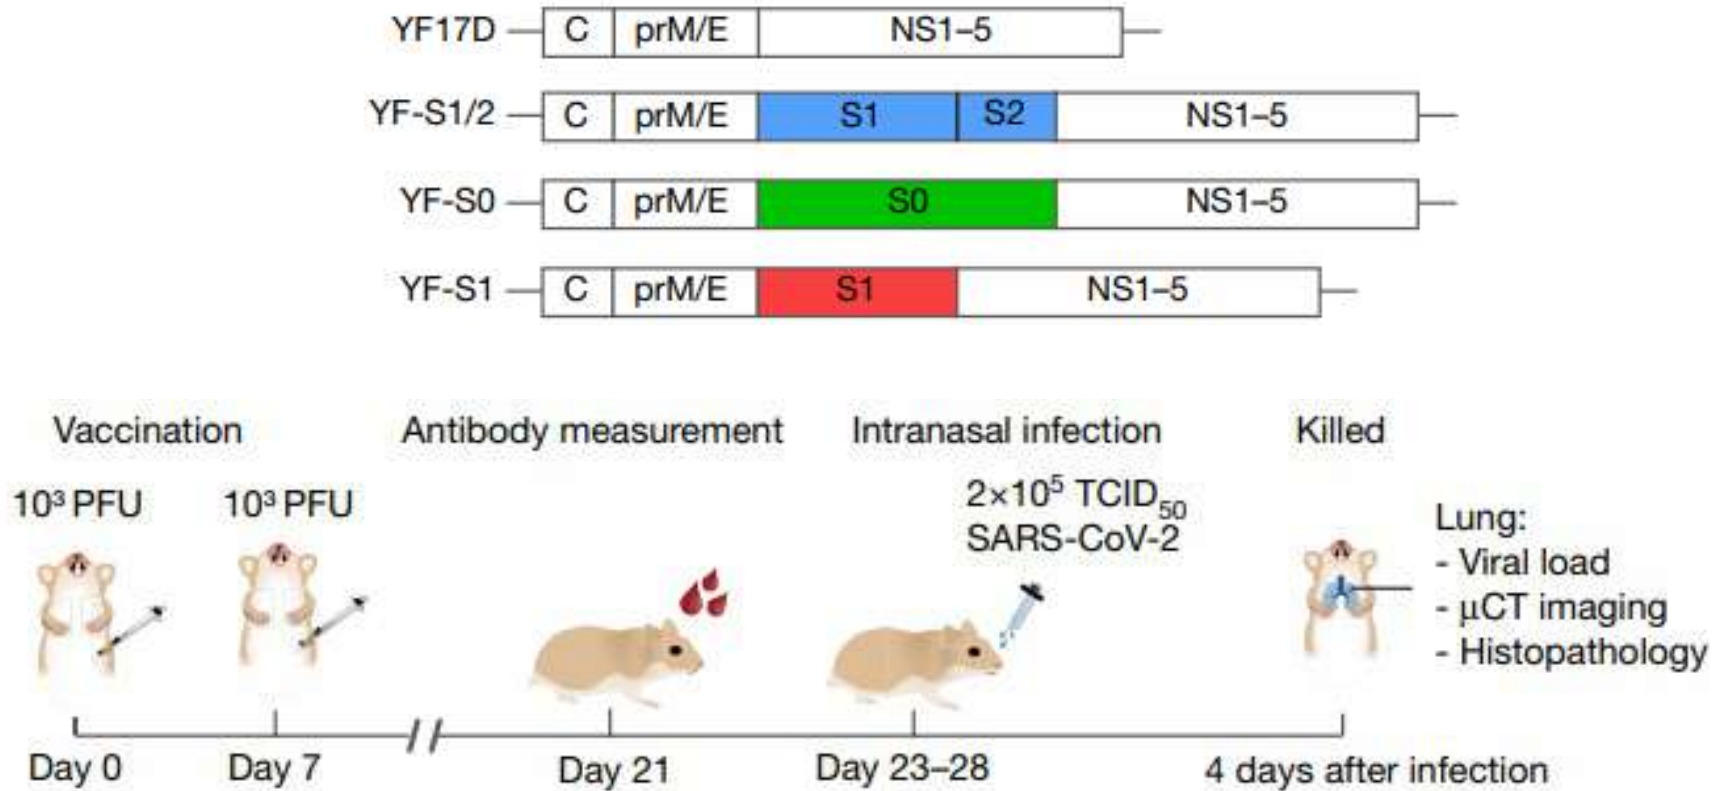 YF17D C prM/E NS1–5
YF-S1/2 C prM/E S1 S2 NS1–5
YF-S0 C prM/E S0 NS1–5
YF-S1 C prM/E S1 NS1–5
Vaccination Antibody measurement Intranasal infection Killed
10³ PFU 10³ PFU
2×10⁵ TCID₅₀
SARS-CoV-2
Lung:
- Viral load
- μCT imaging
- Histopathology
Day 0 Day 7 Day 21 Day 23–28 4 days after infection